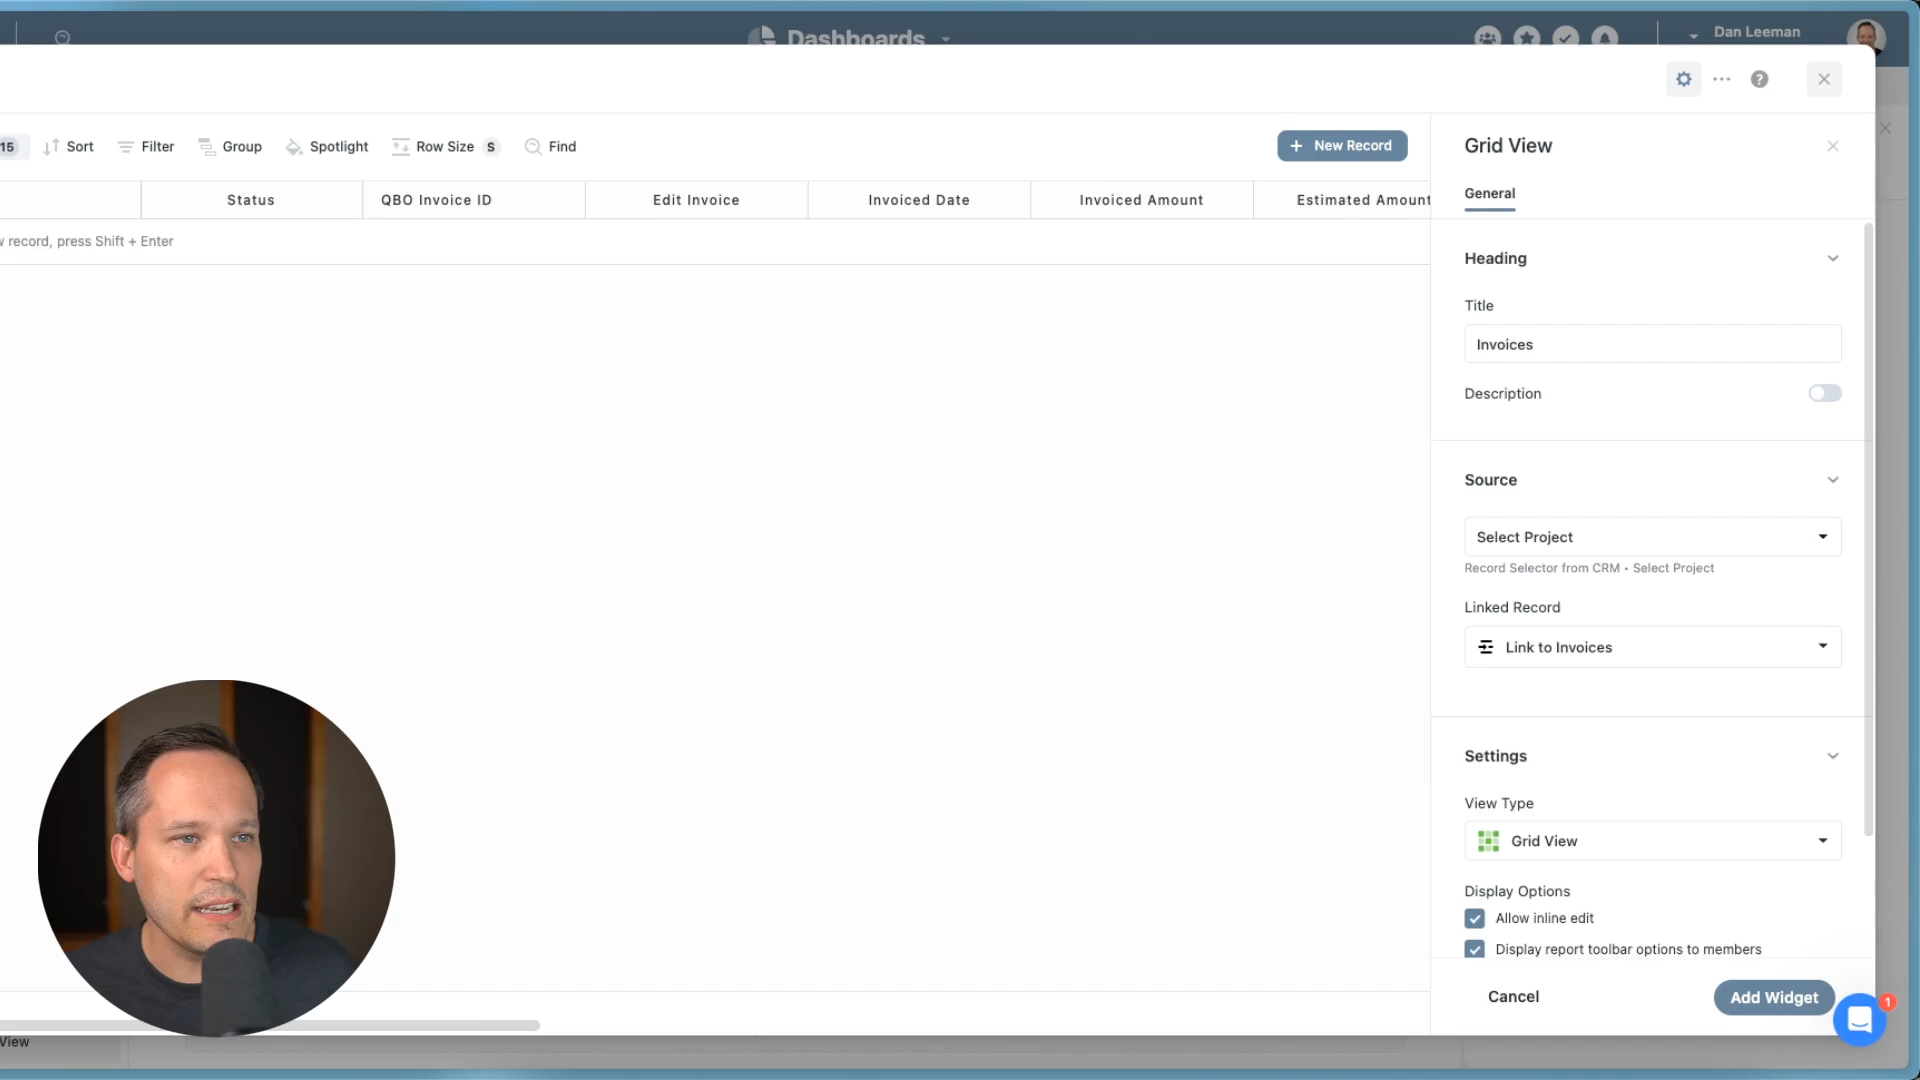 Dashboards
Dan Leeman
15
Sort
Filter
Group
Spotlight
Row Size S
Find
+ New Record
Status
QBO Invoice ID
Edit Invoice
Invoiced Date
Invoiced Amount
Estimated Amount
record, press Shift + Enter
Grid View
General
Heading
Title
Invoices
Description
Source
Select Project
Record Selector from CRM • Select Project
Linked Record
Link to Invoices
Settings
View Type
Grid View
Display Options
Allow inline edit
Display report toolbar options to members
Cancel
Add Widget
1
View